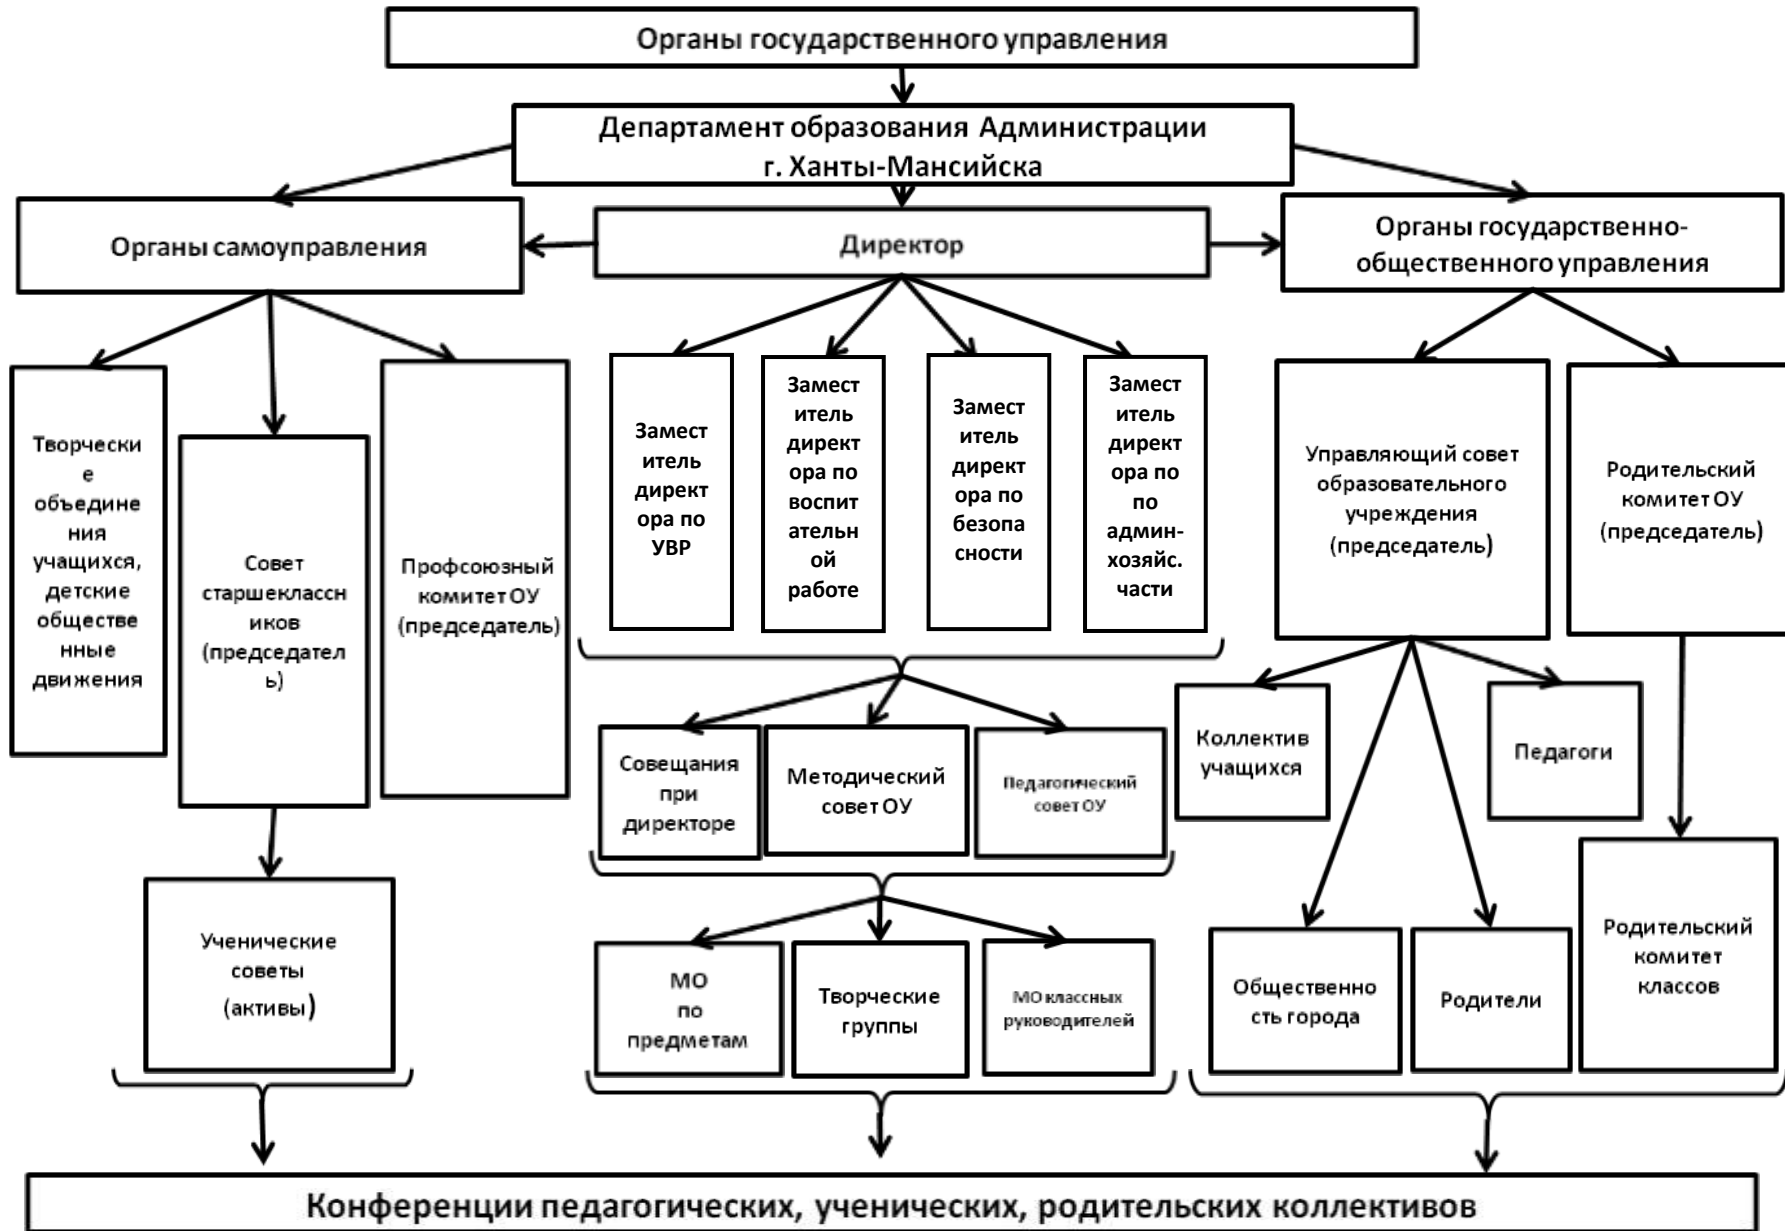 Органы государственного управления
Департамент образования Администрации
г. Ханты-Мансийска
Органы самоуправления
Директор
Органы государственно-
общественного управления
Творчески
е
объедине
ния
учащихся,
детские
обществе
нные
движения
Совет
старшеклассн
иков
(председател
ь)
Профсоюзный
комитет ОУ
(председатель)
Замест
итель
директ
ора по
УВР
Замест
итель
директ
ора по
воспит
ательн
ой
работе
Замест
итель
директ
ора по
безопа
сности
Замест
итель
директ
ора по
по
админ-
хозяйс.
части
Управляющий совет
образовательного
учреждения
(председатель)
Родительский
комитет ОУ
(председатель)
Совещания
при
директоре
Методический
совет ОУ
Педагогический
совет ОУ
Коллектив
учащихся
Педагоги
Ученические
советы
(активы)
МО
по
предметам
Творческие
группы
МО классных
руководителей
Общественно
сть города
Родители
Родительский
комитет
классов
Конференции педагогических, ученических, родительских коллективов